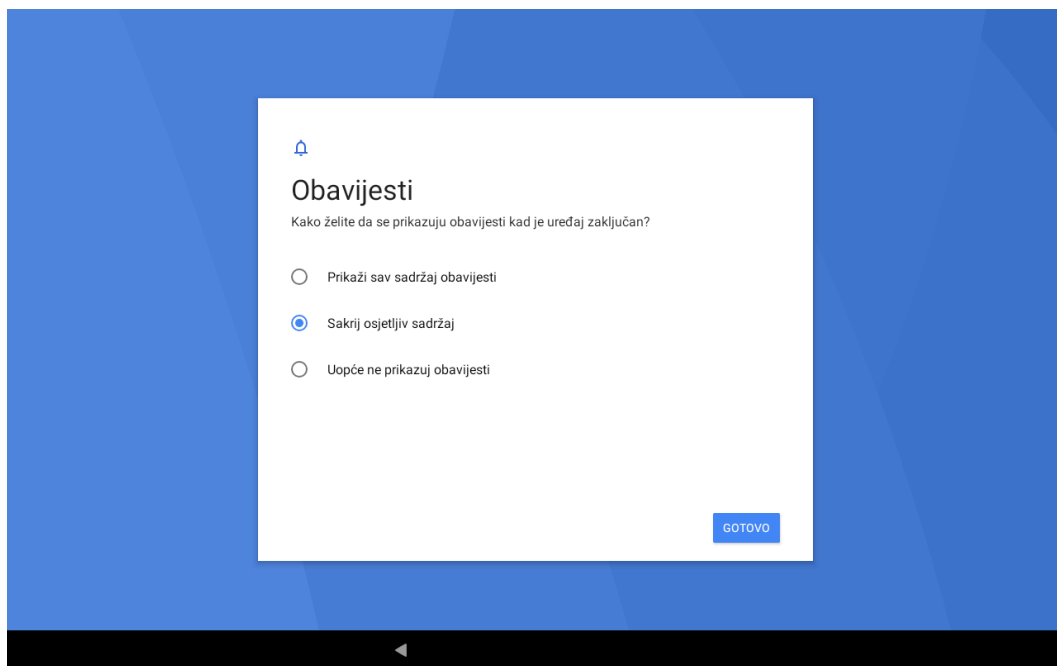 Obavijesti
Kako želite da se prikazuju obavijesti kad je uređaj zaključan?
Prikaži sav sadržaj obavijesti
Sakrij osjetljiv sadržaj
Uopće ne prikazuj obavijesti
GOTOVO